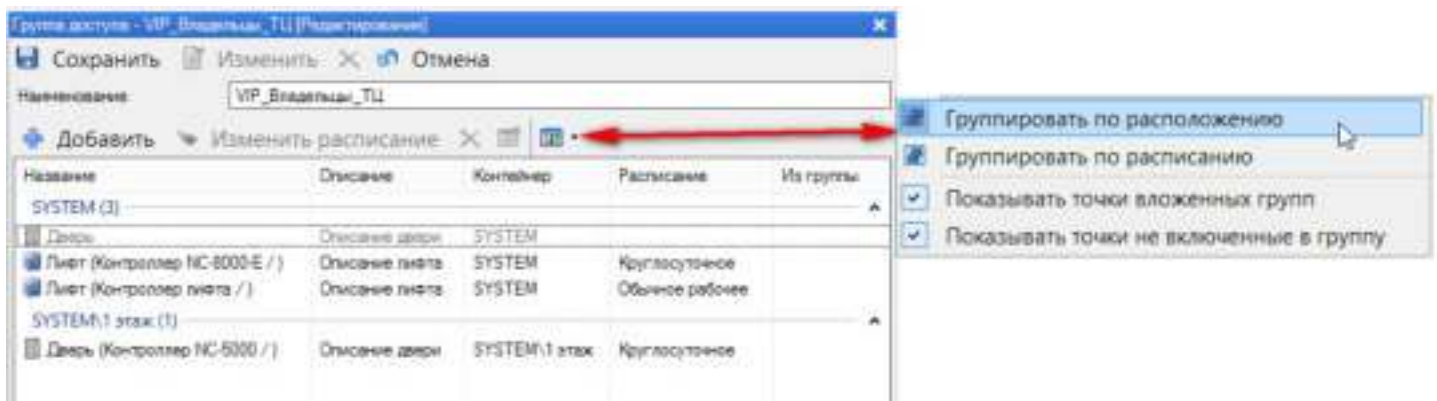 Группа доступа - VIP_Владельцы_ТЦ [Редактирование]
Сохранить Изменить Отмена
Наименование VIP_Владельцы_ТЦ
Добавить Изменить расписание
Название Описание Контейнер Расписание Из группы
SYSTEM (3)
Дверь Описание двери SYSTEM
Лифт (Контроллер NC-8000-E / ) Описание лифта SYSTEM Круглосуточное
Лифт (Контроллер лифта / ) Описание лифта SYSTEM Обычное рабочее
SYSTEM\1 этаж (1)
Дверь (Контроллер NC-5000 / ) Описание двери SYSTEM\1 этаж Круглосуточное
Группировать по расположению
Группировать по расписанию
Показывать точки вложенных групп
Показывать точки не включенные в группу